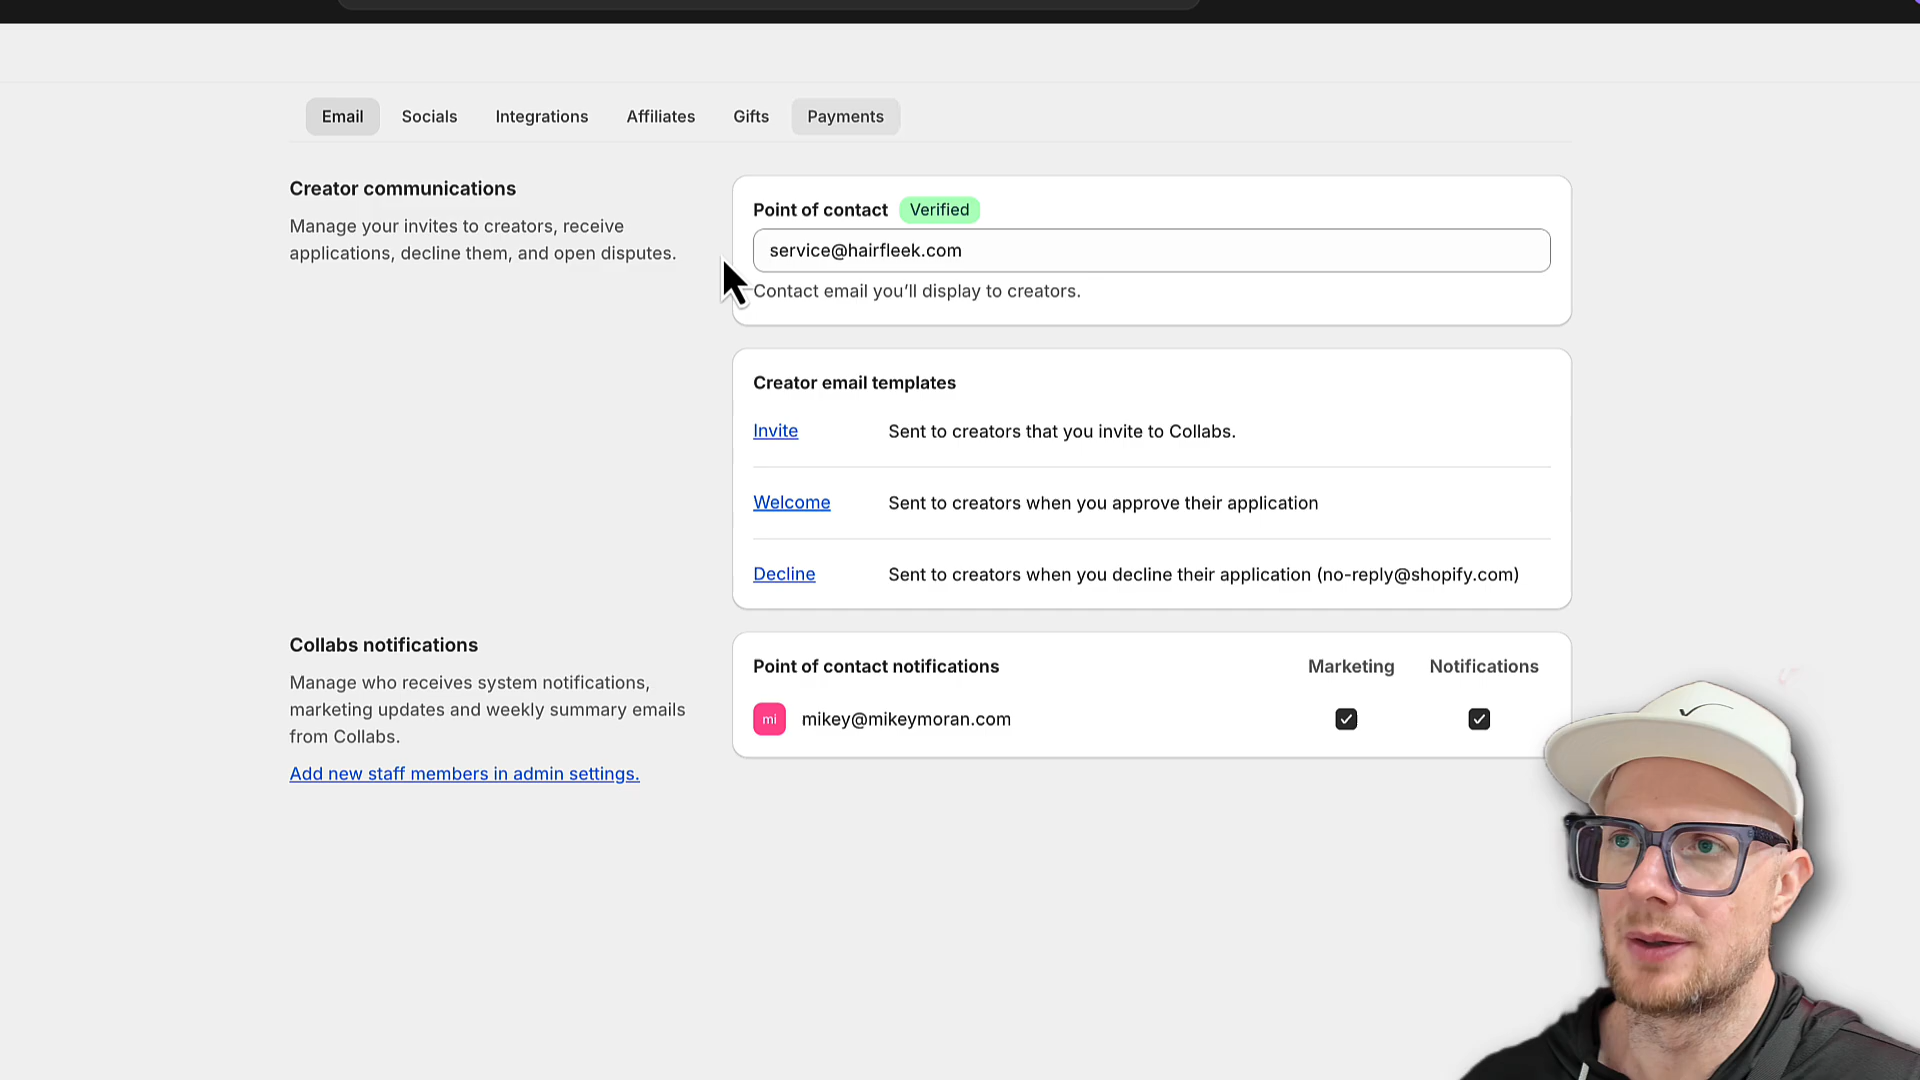 Email Socials Integrations Affiliates Gifts Payments
Creator communications
Manage your invites to creators, receive
applications, decline them, and open disputes.
Point of contact Verified
service@hairfleek.com
Contact email you’ll display to creators.
Creator email templates
Invite Sent to creators that you invite to Collabs.
Welcome Sent to creators when you approve their application
Decline Sent to creators when you decline their application (no-reply@shopify.com)
Collabs notifications
Manage who receives system notifications,
marketing updates and weekly summary emails
from Collabs.
Add new staff members in admin settings.
Point of contact notifications Marketing Notifications
mi mikey@mikeymoran.com